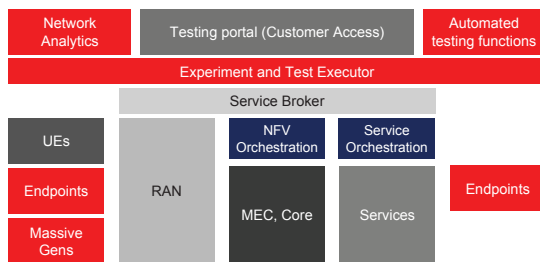 Network
Analytics
Testing portal (Customer Access)
Automated
testing functions
Experiment and Test Executor
Service Broker
UEs
RAN
NFV
Orchestration
Service
Orchestration
Endpoints
MEC, Core
Services
Endpoints
Massive
Gens